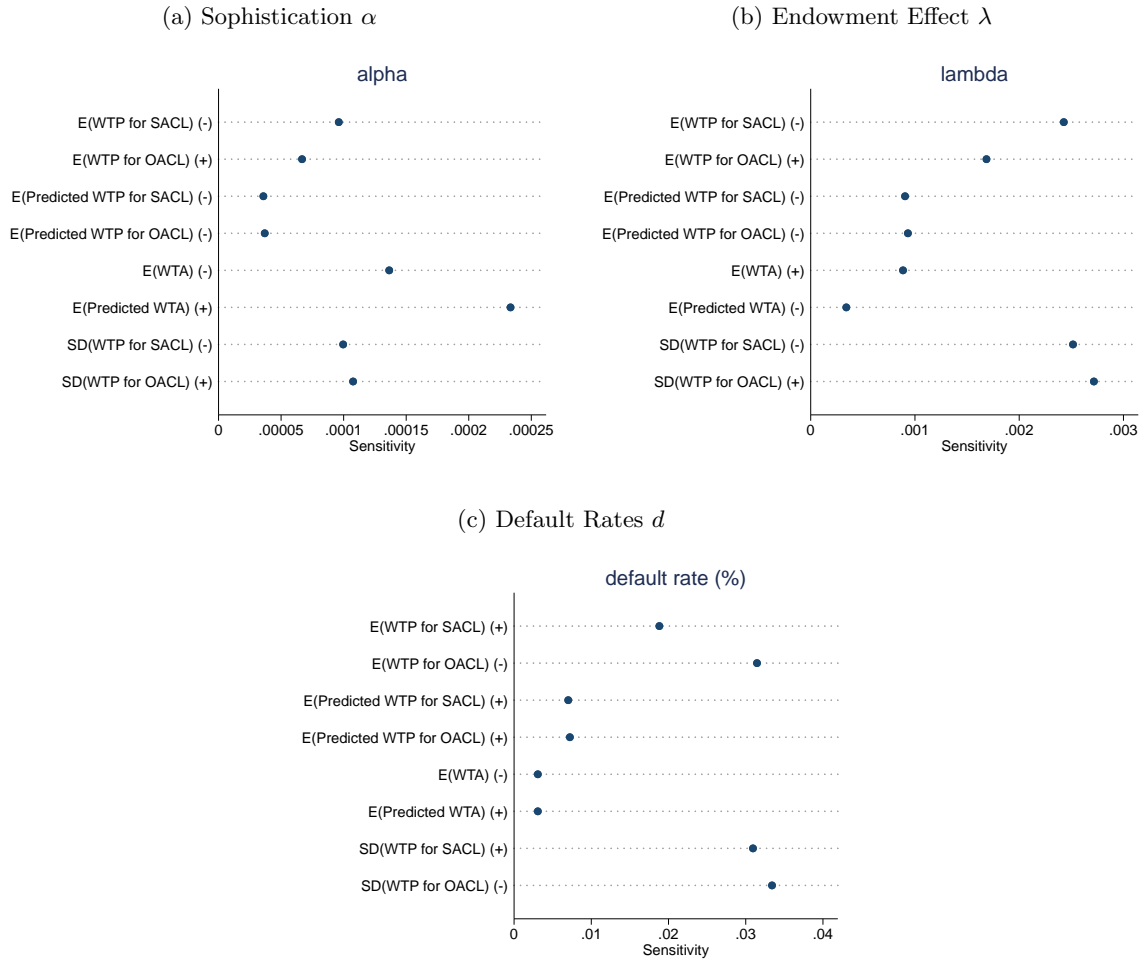 (a) Sophistication α
(b) Endowment Effect λ
alpha
E(WTP for SACL) (-)
E(WTP for OACL) (+)
E(Predicted WTP for SACL) (-)
E(Predicted WTP for OACL) (-)
E(WTA) (-)
E(Predicted WTA) (+)
SD(WTP for SACL) (-)
SD(WTP for OACL) (+)
0 .00005 .0001 .00015 .0002 .00025
Sensitivity
lambda
E(WTP for SACL) (-)
E(WTP for OACL) (+)
E(Predicted WTP for SACL) (-)
E(Predicted WTP for OACL) (-)
E(WTA) (+)
E(Predicted WTA) (-)
SD(WTP for SACL) (-)
SD(WTP for OACL) (+)
0 .001 .002 .003
Sensitivity
(c) Default Rates d
default rate (%)
E(WTP for SACL) (+)
E(WTP for OACL) (-)
E(Predicted WTP for SACL) (+)
E(Predicted WTP for OACL) (+)
E(WTA) (-)
E(Predicted WTA) (+)
SD(WTP for SACL) (+)
SD(WTP for OACL) (-)
0 .01 .02 .03 .04
Sensitivity